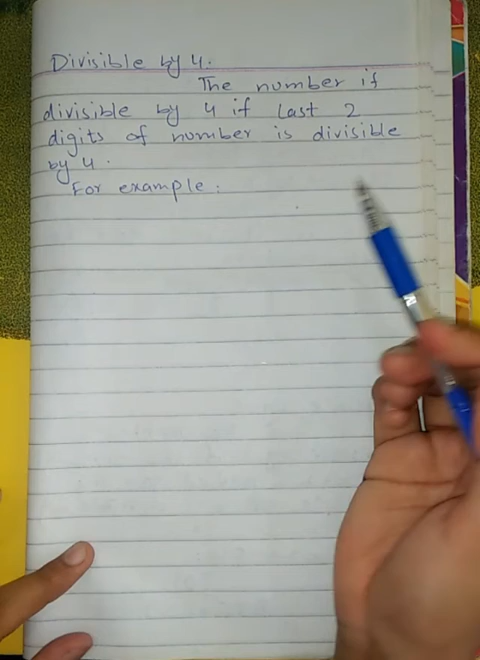 Divisible by 4.
The number is
divisible by 4 if last 2
digits of number is divisible
by 4.
For example: